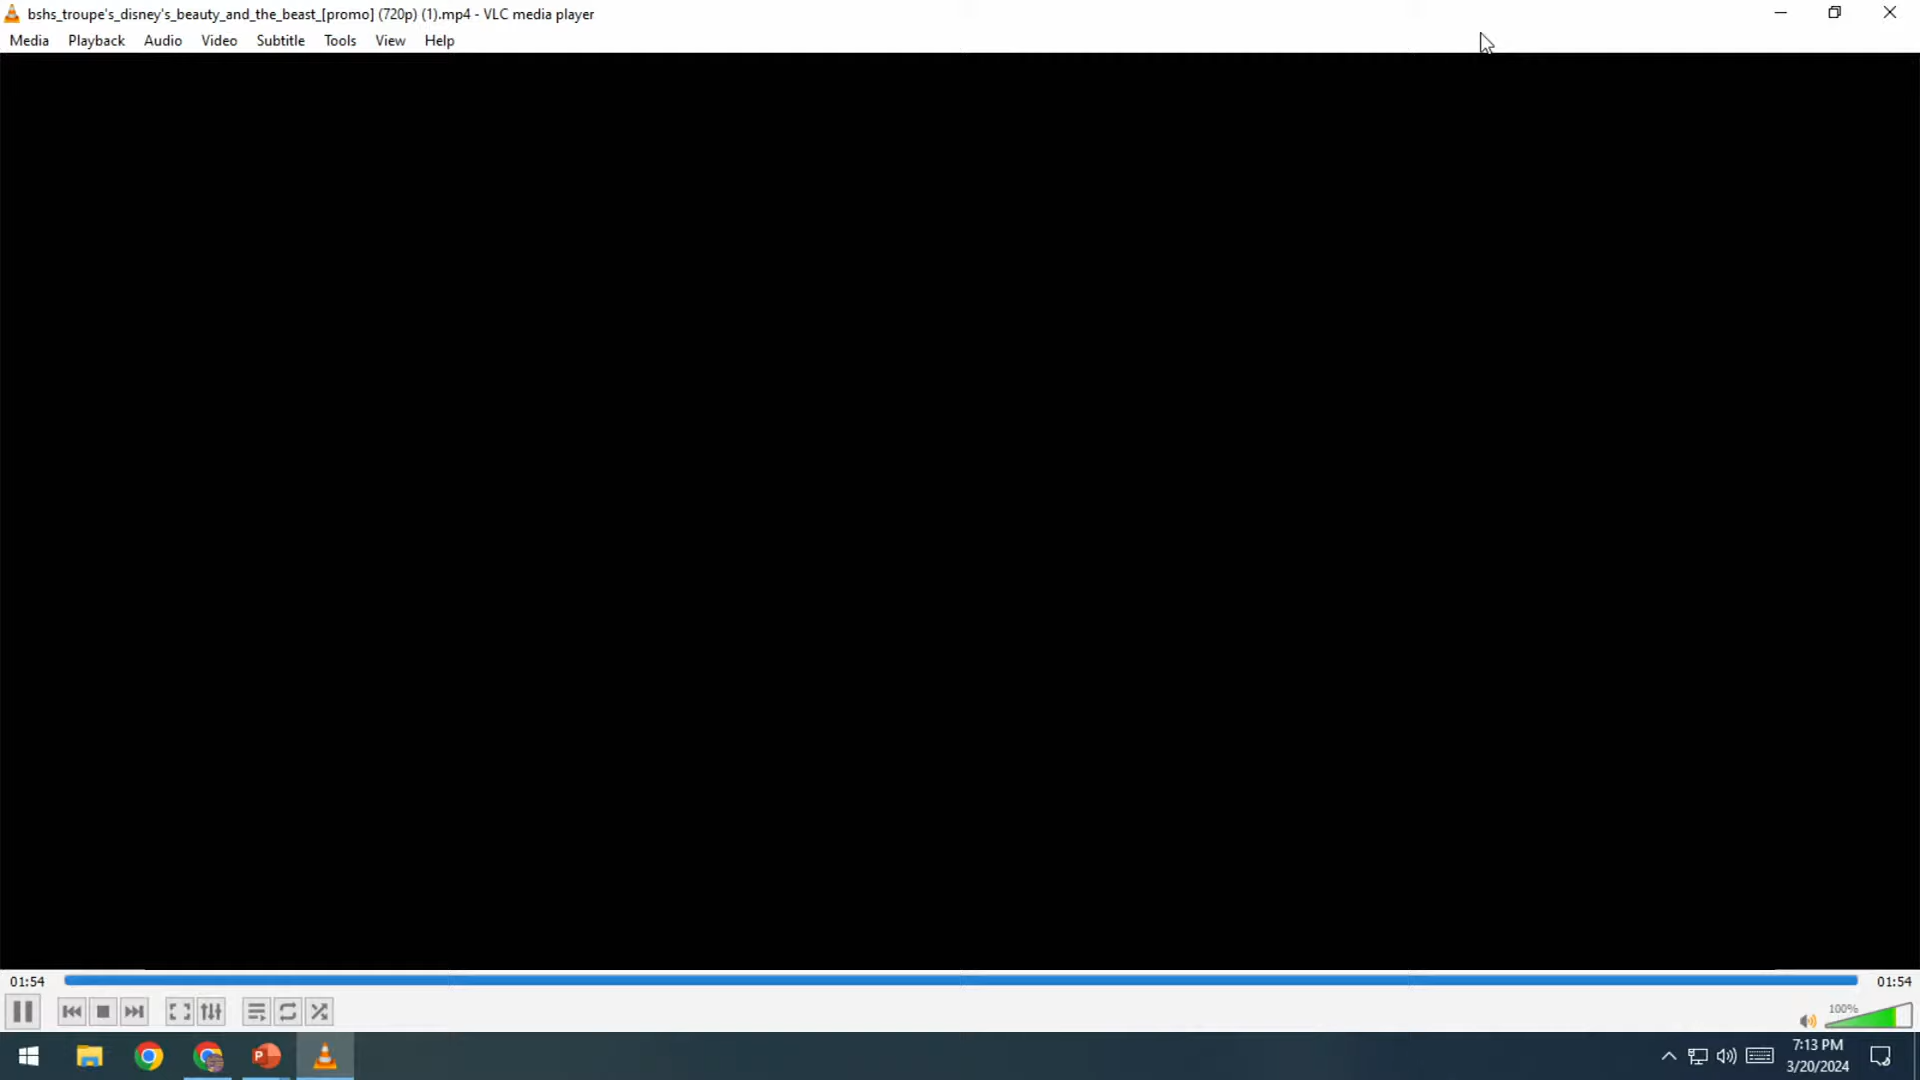 bshs_troupe's_disney's_beauty_and_the_beast_[promo] (720p) (1).mp4 - VLC media player
Media Playback Audio Video Subtitle Tools View Help
01:54 01:54
100%
P
7:13 PM
3/20/2024